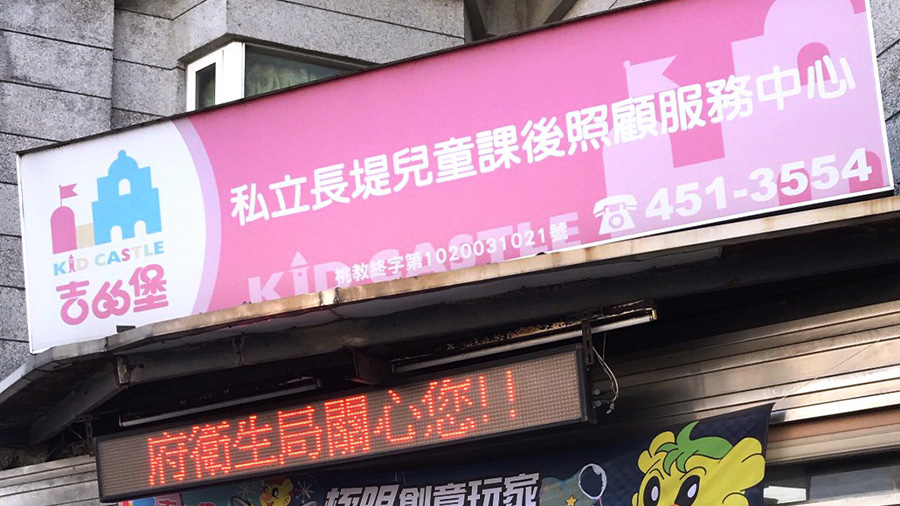 私立長堤兒童課後照顧服務中心
☎451-3554
桃教終字第1020031021號
KID CASTLE
KID CASTLE
吉的堡
府衛生局關心您!!
極限創意玩家